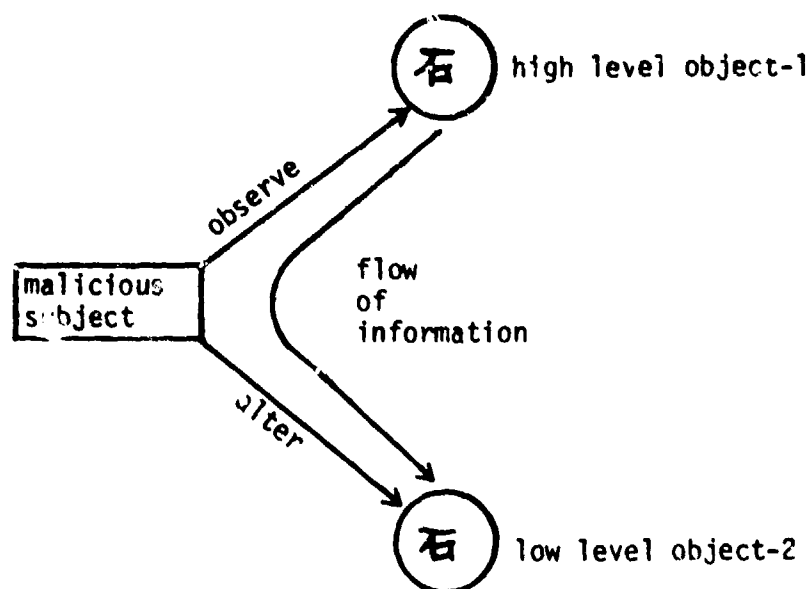 石
high level object-1
observe
malicious
subject
flow
of
information
alter
石
low level object-2